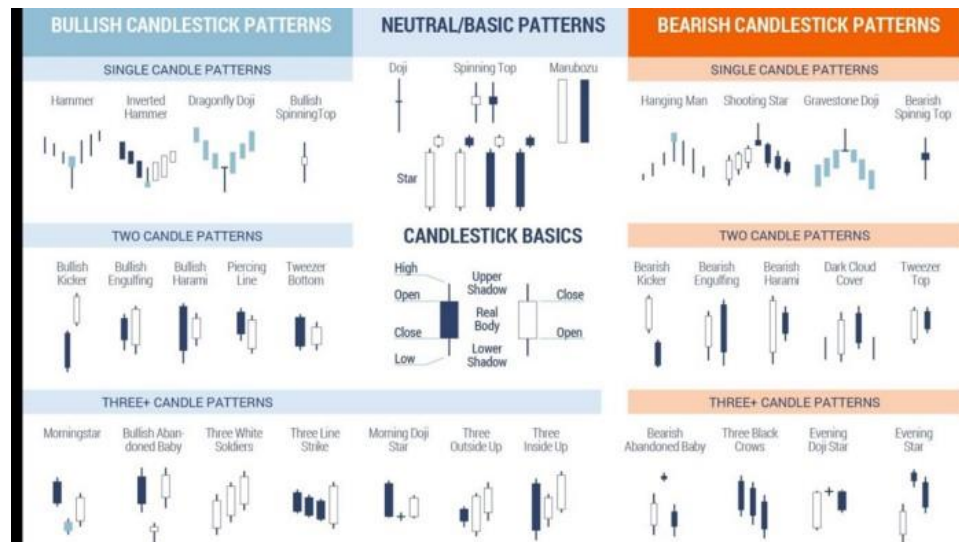 BULLISH CANDLESTICK PATTERNS
NEUTRAL/BASIC PATTERNS
BEARISH CANDLESTICK PATTERNS
SINGLE CANDLE PATTERNS
Hammer
Inverted
Hammer
Dragonfly Doji
Bullish
SpinningTop
Doji
Spinning Top
Marubozu
Star
SINGLE CANDLE PATTERNS
Hanging Man
Shooting Star
Gravestone Doji
Bearish
Spinnig Top
TWO CANDLE PATTERNS
Bullish
Kicker
Bullish
Engulfing
Bullish
Harami
Piercing
Line
Tweezer
Bottom
CANDLESTICK BASICS
High
Open
Close
Low
Upper
Shadow
Real
Body
Lower
Shadow
Close
Open
TWO CANDLE PATTERNS
Bearish
Kicker
Bearish
Engulfing
Bearish
Harami
Dark Cloud
Cover
Tweezer
Top
THREE+ CANDLE PATTERNS
Morningstar
Bullish Aban-
doned Baby
Three White
Soldiers
Three Line
Strike
Morning Doji
Star
Three
Outside Up
Three
Inside Up
THREE+ CANDLE PATTERNS
Bearish
Abandoned Baby
Three Black
Crows
Evening
Doji Star
Evening
Star